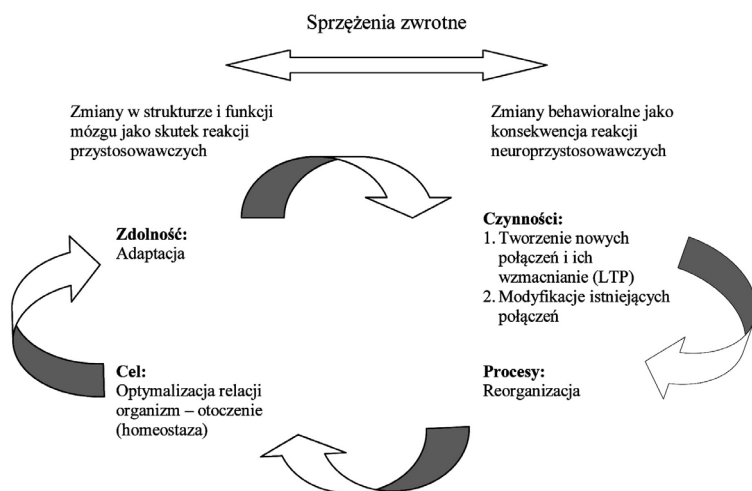 Sprzężenia zwrotne
Zmiany w strukturze i funkcji
mózgu jako skutek reakcji
przystosowawczych
Zmiany behawioralne jako
konsekwencja reakcji
neuroprzystosowawczych
Zdolność:
Adaptacja
Czynności:
1. Tworzenie nowych
połączeń i ich
wzmacnianie (LTP)
2. Modyfikacje istniejących
połączeń
Cel:
Optymalizacja relacji
organizm – otoczenie
(homeostaza)
Procesy:
Reorganizacja